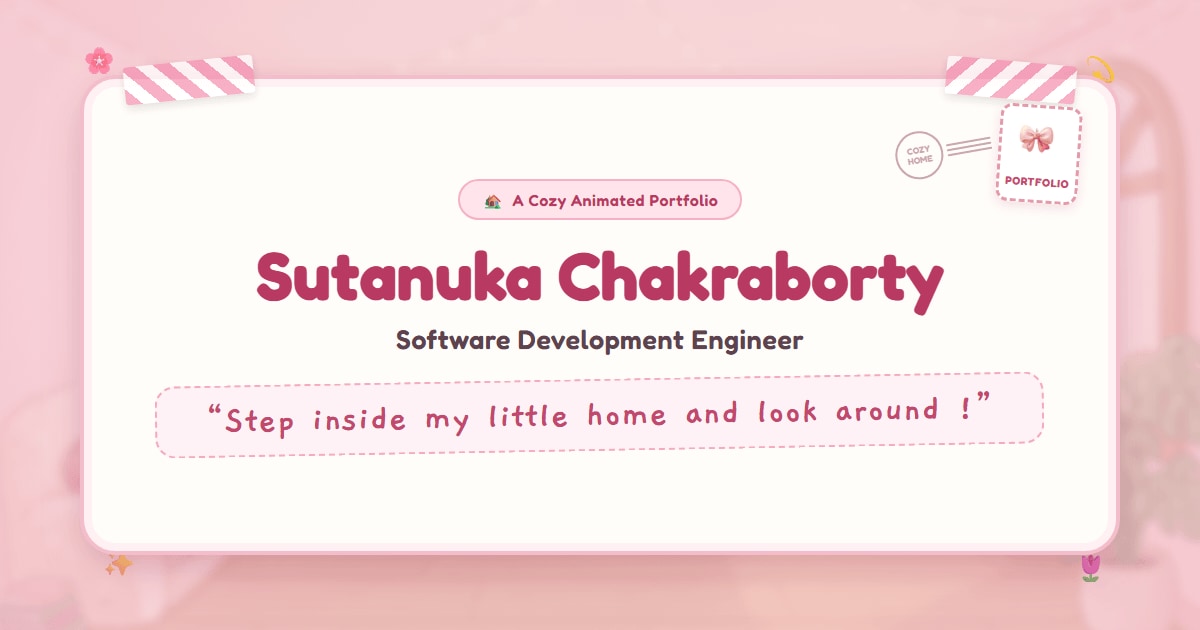 COZY
HOME
PORTFOLIO
A Cozy Animated Portfolio
Sutanuka Chakraborty
Software Development Engineer
“Step inside my little home and look around !”